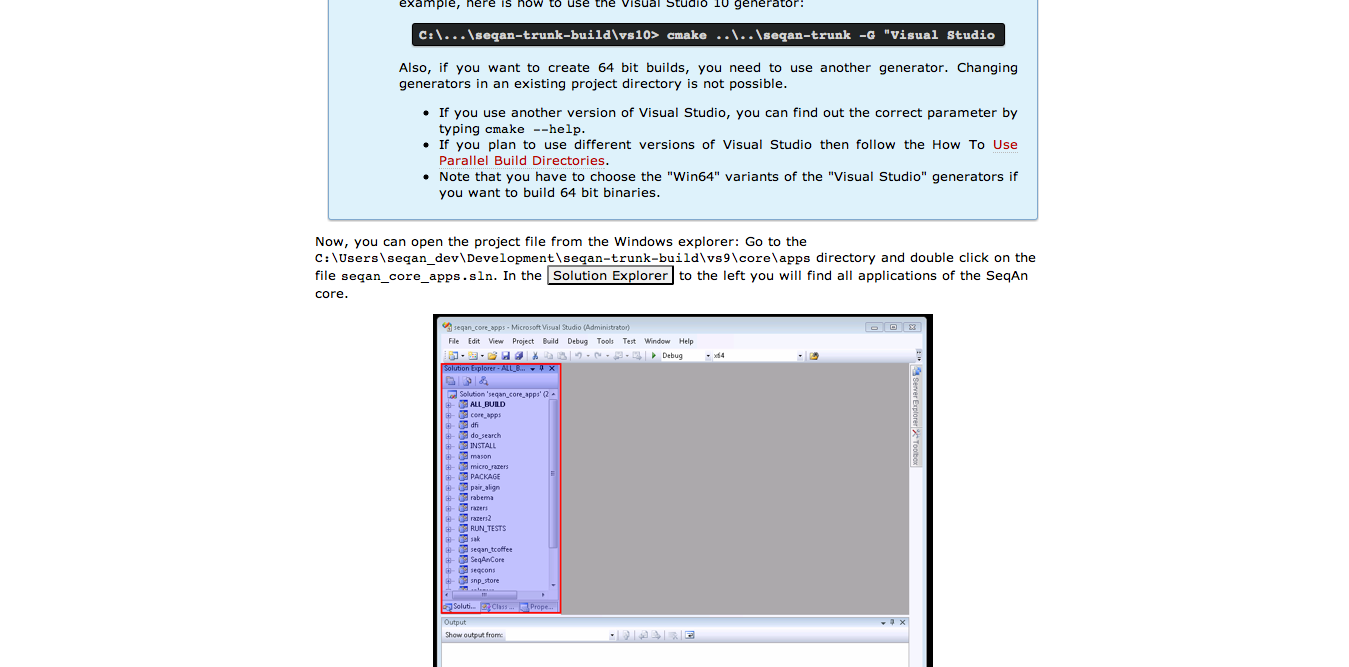 example, here is how to use the Visual Studio 10 generator:
C:\...\seqan-trunk-build\vs10> cmake ..\..\seqan-trunk -G "Visual Studio
Also, if you want to create 64 bit builds, you need to use another generator. Changing
generators in an existing project directory is not possible.
If you use another version of Visual Studio, you can find out the correct parameter by
typing cmake --help.
If you plan to use different versions of Visual Studio then follow the How To Use
Parallel Build Directories.
Note that you have to choose the "Win64" variants of the "Visual Studio" generators if
you want to build 64 bit binaries.
Now, you can open the project file from the Windows explorer: Go to the
C:\Users\seqan_dev\Development\seqan-trunk-build\vs9\core\apps directory and double click on the
file seqan_core_apps.sln. In the Solution Explorer to the left you will find all applications of the SeqAn
core.
seqan_core_apps - Microsoft Visual Studio (Administrator)
File Edit View Project Build Debug Tools Test Window Help
Debug x64
Solution Explorer - ALL_B...
Solution 'seqan_core_apps' (2
ALL_BUILD
core_apps
dfi
do_search
INSTALL
mason
micro_razers
PACKAGE
pair_align
rabema
razers
razers2
RUN_TESTS
sak
seqan_tcoffee
SeqAnCore
seqcons
snp_store
Soluti... Class ... Prope...
Server Explorer
Toolbox
Output
Show output from: